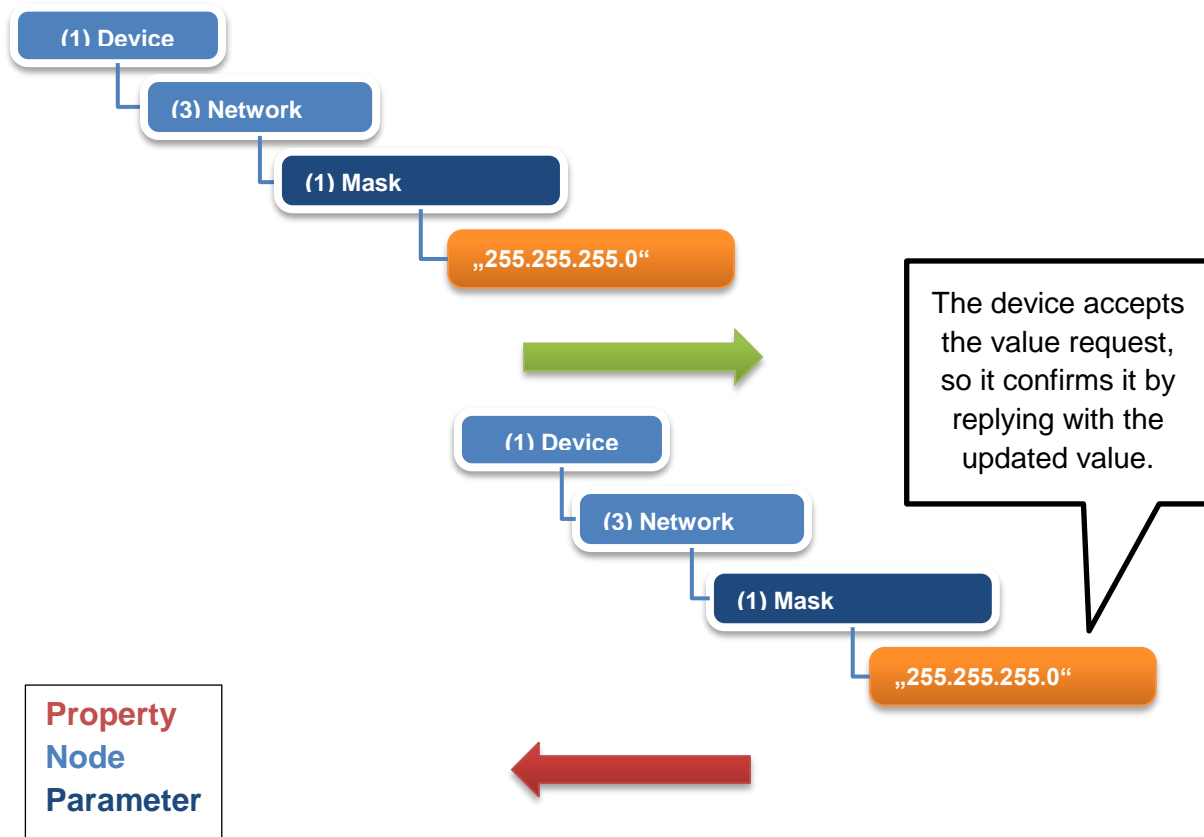 (1) Device
(3) Network
(1) Mask
„255.255.255.0“
The device accepts
the value request,
so it confirms it by
replying with the
updated value.
(1) Device
(3) Network
(1) Mask
„255.255.255.0“
Property
Node
Parameter